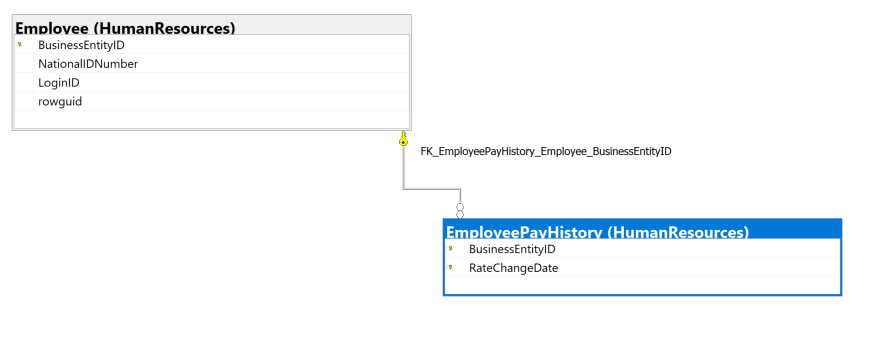 Employee (HumanResources)
BusinessEntityID
NationalIDNumber
LoginID
rowguid
FK_EmployeePayHistory_Employee_BusinessEntityID
EmployeePayHistory (HumanResources)
BusinessEntityID
RateChangeDate